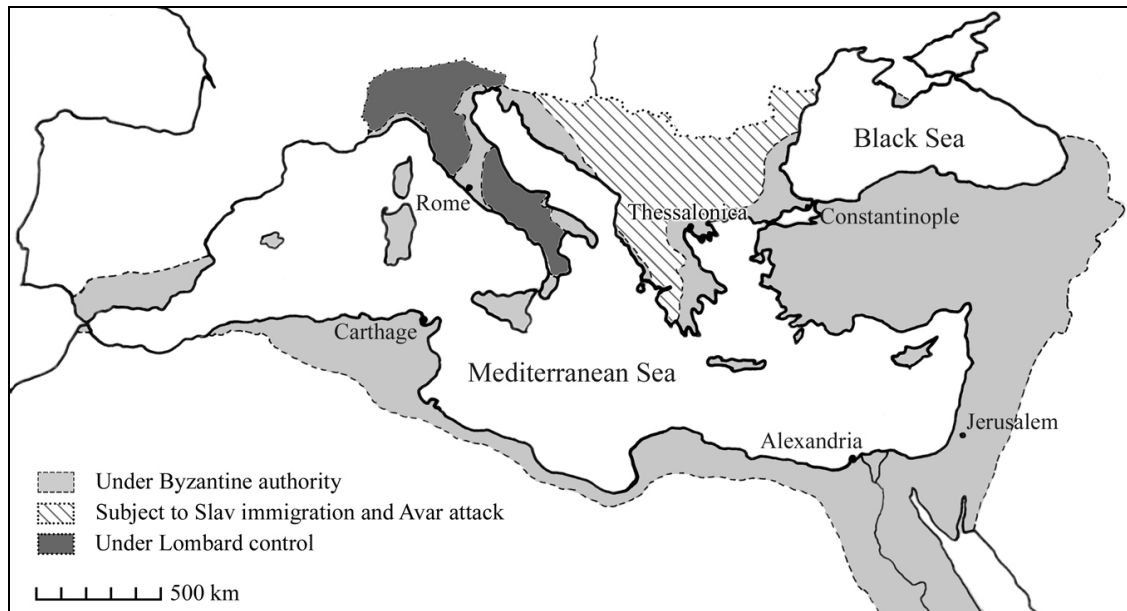 Black Sea
Rome
Thessalonica
Constantinople
Carthage
Mediterranean Sea
Jerusalem
Alexandria
Under Byzantine authority
Subject to Slav immigration and Avar attack
Under Lombard control
500 km